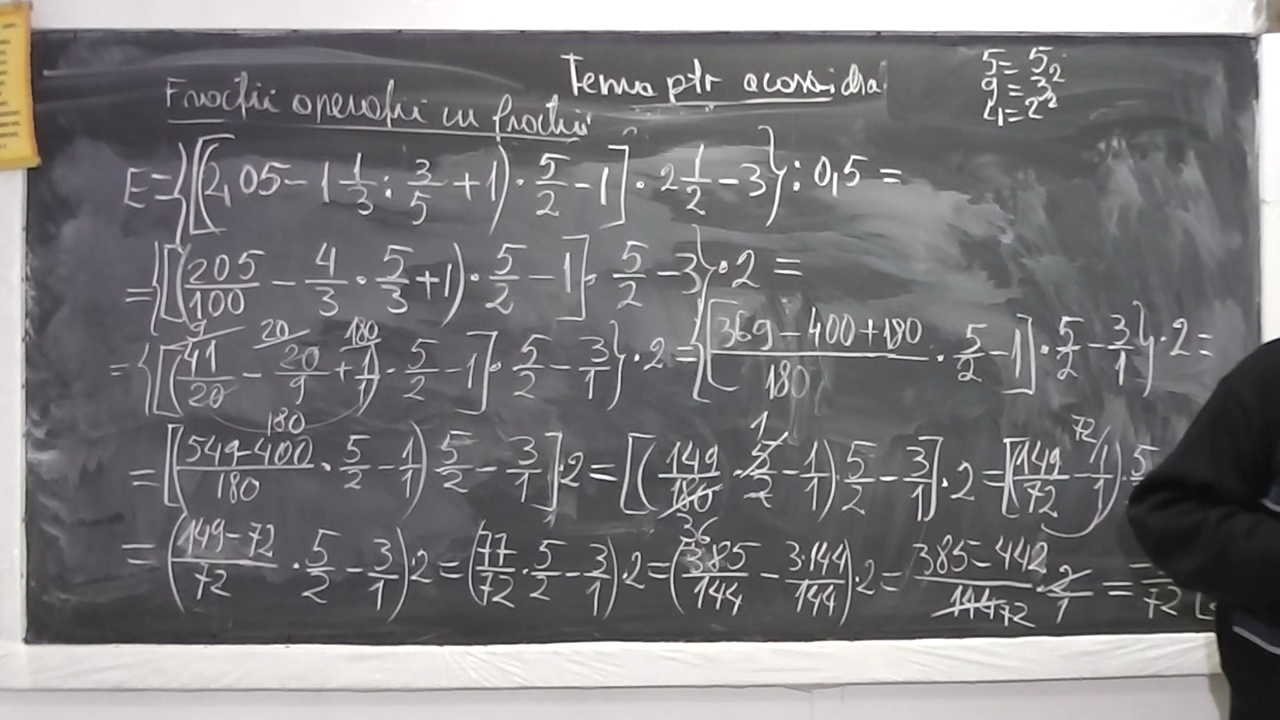 Tema ptr acasă
5 = 5
9 = 3²
4 = 2²
Fracții operații cu fracții
E = {[(2,05 - 1 1/3 : 3/5 + 1) · 5/2 - 1] · 2 1/2 - 3} : 0,5 =
= {[(205/100 - 4/3 · 5/3 + 1) · 5/2 - 1] · 5/2 - 3} · 2 =
= {[(41/20 - 20/9 + 1/1) · 5/2 - 1] · 5/2 - 3/1} · 2 = {[(369 - 400 + 180)/180 · 5/2 - 1] · 5/2 - 3/1} · 2 =
= [((549 - 400)/180 · 5/2 - 1/1) 5/2 - 3/1] · 2 = [(149/180 · 5/2 - 1/1) · 5/2 - 3/1] · 2 = [(149/72 - 1/1) 5
= ((149 - 72)/72 · 5/2 - 3/1) · 2 = (77/72 · 5/2 - 3/1) · 2 = (385/144 - 3·144/144) · 2 = (385 - 442)/144 · 2/1 = -/72